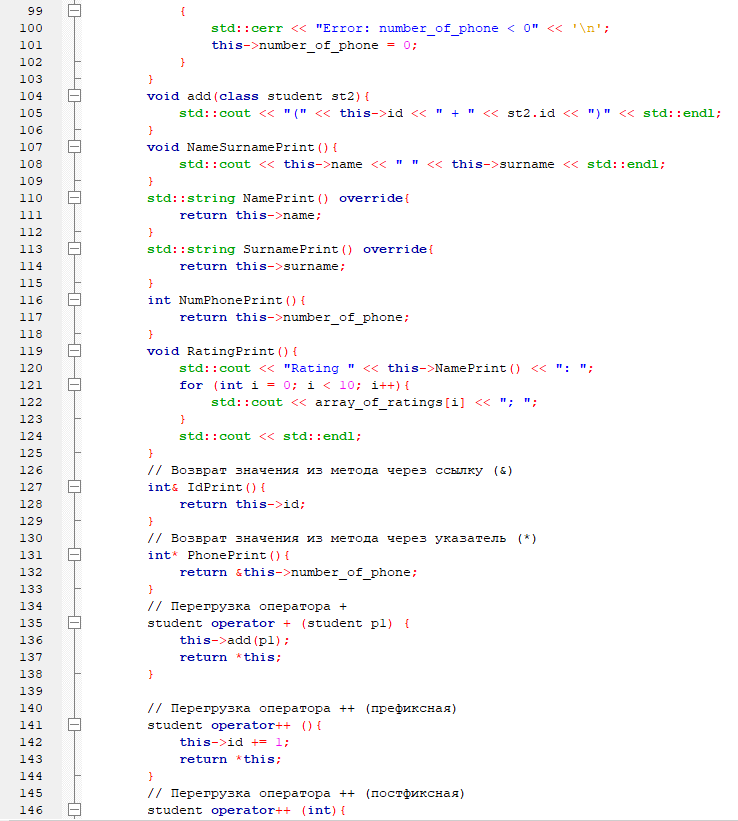 99 {
100 std::cerr << "Error: number_of_phone < 0" << '\n';
101 this->number_of_phone = 0;
102 }
103 }
104 void add(class student st2){
105 std::cout << "(" << this->id << " + " << st2.id << ")" << std::endl;
106 }
107 void NameSurnamePrint(){
108 std::cout << this->name << " " << this->surname << std::endl;
109 }
110 std::string NamePrint() override{
111 return this->name;
112 }
113 std::string SurnamePrint() override{
114 return this->surname;
115 }
116 int NumPhonePrint(){
117 return this->number_of_phone;
118 }
119 void RatingPrint(){
120 std::cout << "Rating " << this->NamePrint() << ": ";
121 for (int i = 0; i < 10; i++){
122 std::cout << array_of_ratings[i] << "; ";
123 }
124 std::cout << std::endl;
125 }
126 // Возврат значения из метода через ссылку (&)
127 int& IdPrint(){
128 return this->id;
129 }
130 // Возврат значения из метода через указатель (*)
131 int* PhonePrint(){
132 return &this->number_of_phone;
133 }
134 // Перегрузка оператора +
135 student operator + (student p1) {
136 this->add(p1);
137 return *this;
138 }
139
140 // Перегрузка оператора ++ (префиксная)
141 student operator++ (){
142 this->id += 1;
143 return *this;
144 }
145 // Перегрузка оператора ++ (постфиксная)
146 student operator++ (int){